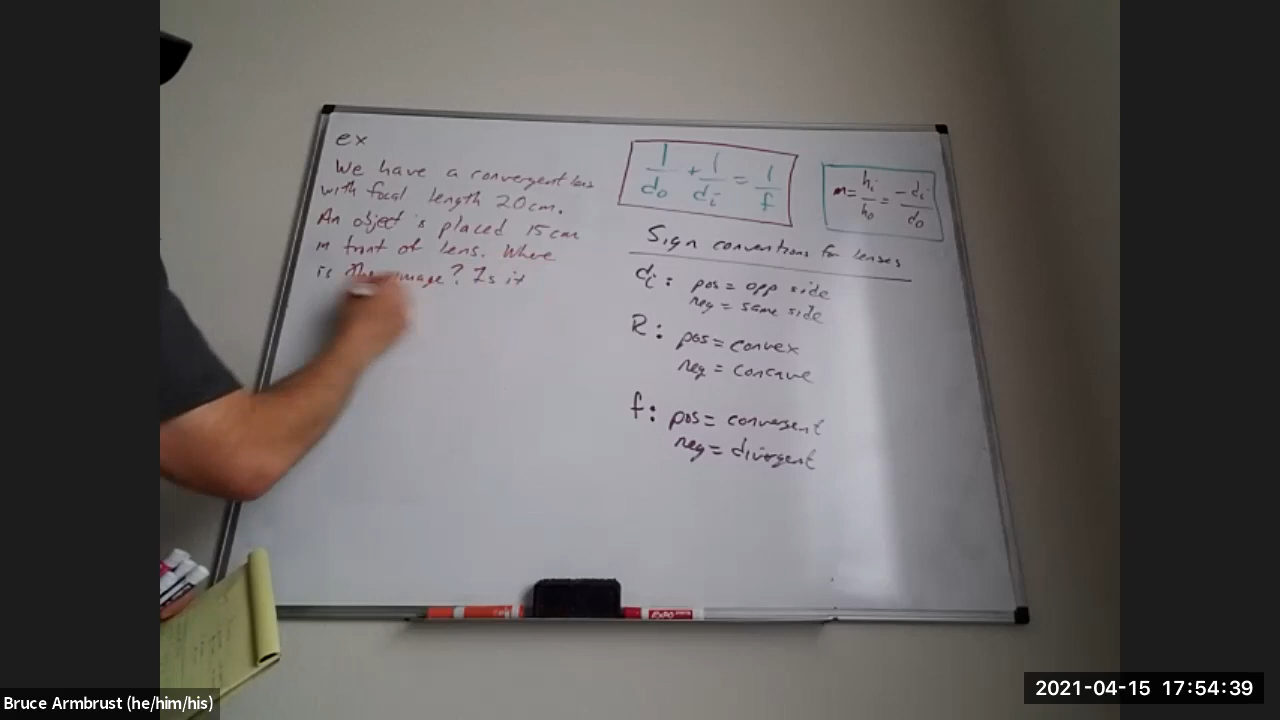 ex
We have a convergent lens
with focal length 20cm.
An object is placed 15cm
in front of lens. Where
is the image? Is it
1/do + 1/di = 1/f
m = hi/ho = -di/do
Sign conventions for lenses
di: pos = opp side
neg = same side
R: pos = convex
neg = concave
f: pos = convergent
neg = divergent
EXPO
Bruce Armbrust (he/him/his)
2021-04-15 17:54:39